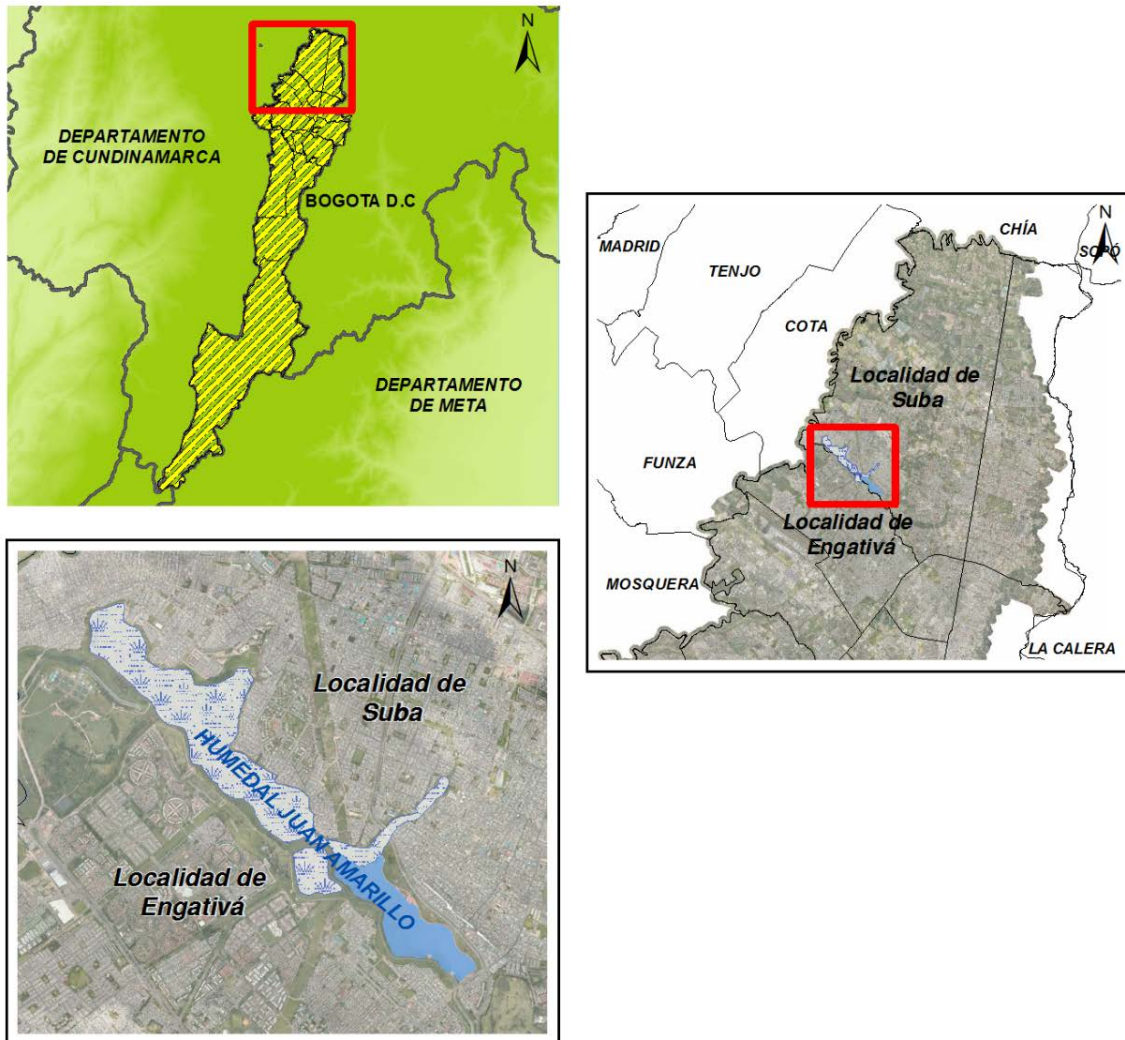 N
DEPARTAMENTO
DE CUNDINAMARCA
BOGOTA D.C
DEPARTAMENTO
DE META
N
MADRID
CHÍA
SOPÓ
TENJO
COTA
Localidad de
Suba
FUNZA
Localidad de
Engativá
MOSQUERA
LA CALERA
N
Localidad de
Suba
HUMEDAL JUAN AMARILLO
Localidad de
Engativá